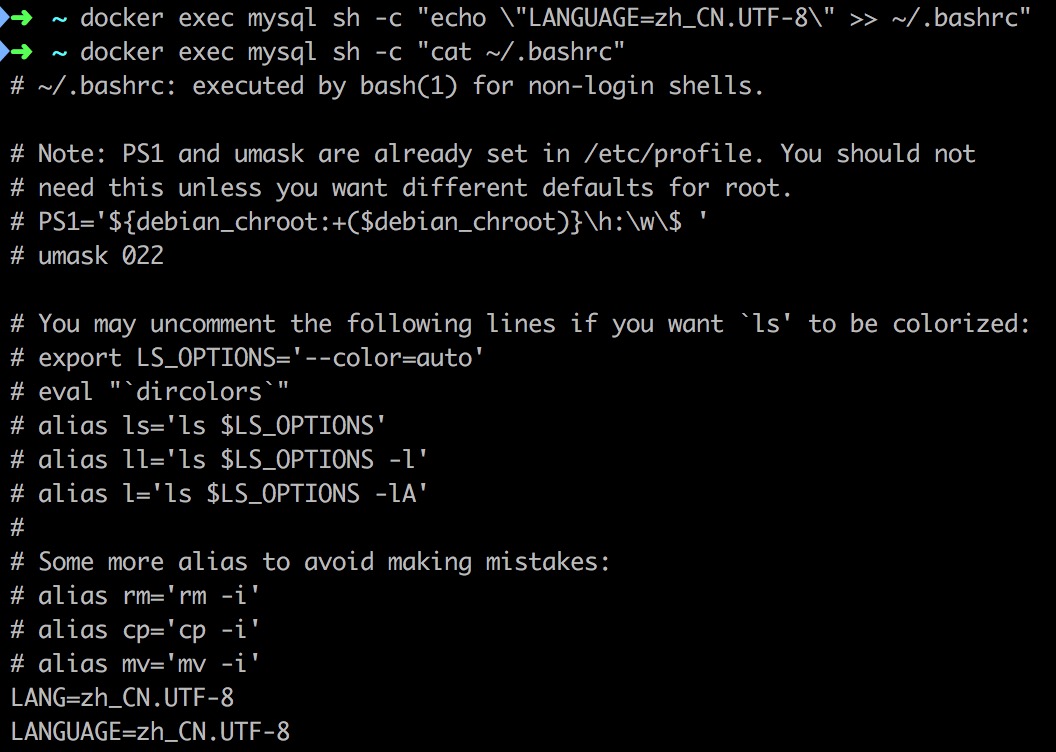 ➜ ~ docker exec mysql sh -c "echo \"LANGUAGE=zh_CN.UTF-8\" >> ~/.bashrc"
➜ ~ docker exec mysql sh -c "cat ~/.bashrc"
# ~/.bashrc: executed by bash(1) for non-login shells.

# Note: PS1 and umask are already set in /etc/profile. You should not
# need this unless you want different defaults for root.
# PS1='${debian_chroot:+($debian_chroot)}\h:\w\$ '
# umask 022

# You may uncomment the following lines if you want `ls' to be colorized:
# export LS_OPTIONS='--color=auto'
# eval "`dircolors`"
# alias ls='ls $LS_OPTIONS'
# alias ll='ls $LS_OPTIONS -l'
# alias l='ls $LS_OPTIONS -lA'
#
# Some more alias to avoid making mistakes:
# alias rm='rm -i'
# alias cp='cp -i'
# alias mv='mv -i'
LANG=zh_CN.UTF-8
LANGUAGE=zh_CN.UTF-8